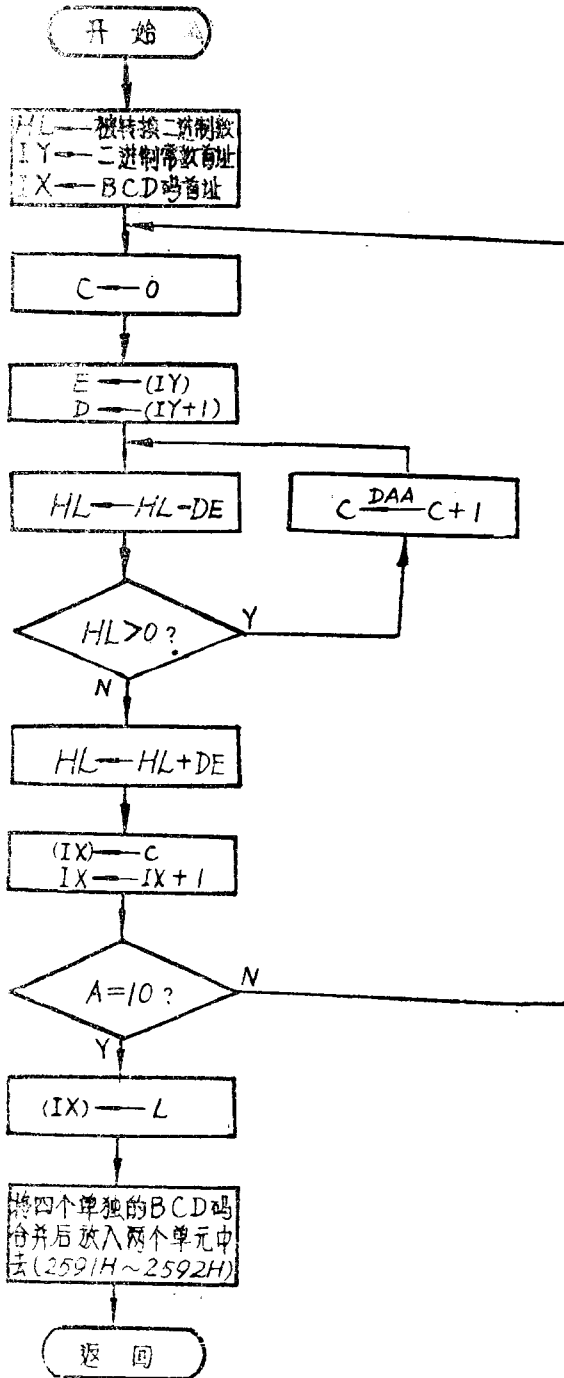 开始
HL←被转换二进制数
IY←二进制常数首址
IX←BCD码首址
C←0
E←(IY)
D←(IY+1)
HL←HL-DE
DAA
C←C+1
HL>0?
Y
N
HL←HL+DE
(IX)←C
IX←IX+1
A=10?
N
Y
(IX)←L
将四个单独的BCD码
合并后放入两个单元中
去(2591H~2592H)
返回